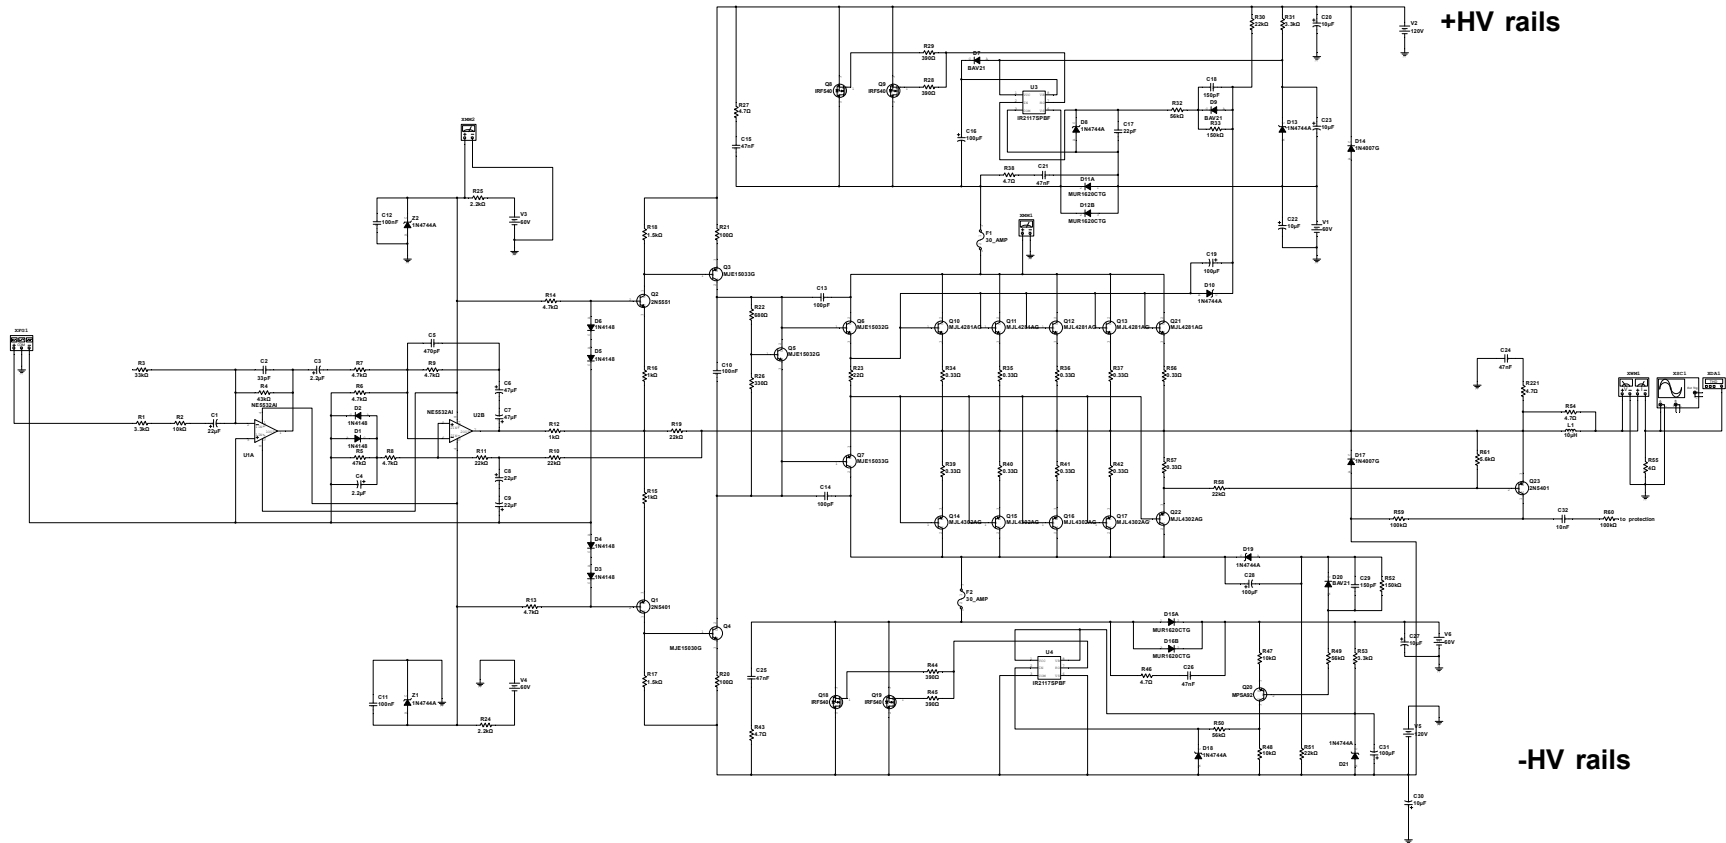 +HV rails
V2
120V
R30
22kΩ
R31
3.3kΩ
C20
10µF
R29
390Ω
D7
BAV21
Q8
IRF540
Q9
IRF540
R28
390Ω
U3
IR2117SPBF
C18
150pF
D9
BAV21
R33
150kΩ
R32
56kΩ
R27
4.7Ω
C15
47nF
C16
100µF
D8
1N4744A
C17
22pF
D13
1N4744A
C23
10µF
D14
1N4007G
XMM2
R38
4.7Ω
C21
47nF
D11A
MUR1620CTG
D12B
MUR1620CTG
R25
2.2kΩ
C12
100nF
Z2
1N4744A
V3
60V
R18
1.5kΩ
R21
100Ω
F1
30_AMP
XMM1
C22
10µF
V1
60V
Q3
MJE15033G
C19
100µF
D10
1N4744A
R14
4.7kΩ
Q2
2N5551
C13
100pF
R22
680Ω
XFG1
D6
1N4148
D5
1N4148
Q6
MJE15032G
Q10
MJL4281AG
Q11
MJL4281AG
Q12
MJL4281AG
Q13
MJL4281AG
Q21
MJL4281AG
Q5
MJE15032G
C5
470pF
R3
33kΩ
C2
33pF
C3
2.2µF
R7
4.7kΩ
R9
4.7kΩ
R4
43kΩ
NE5532AI
R6
4.7kΩ
C6
47µF
C7
47µF
R16
1kΩ
C10
100nF
R26
330Ω
R23
22Ω
R34
0.33Ω
R35
0.33Ω
R36
0.33Ω
R37
0.33Ω
R56
0.33Ω
C24
47nF
R221
4.7Ω
XWM1
XSC1
XDA1
R1
3.3kΩ
R2
10kΩ
C1
22µF
U1A
D2
1N4148
D1
1N4148
NE5532AI
U2B
R12
1kΩ
R19
22kΩ
R54
4.7Ω
L1
10µH
R5
47kΩ
R8
4.7kΩ
R11
22kΩ
R10
22kΩ
C4
2.2µF
C8
22µF
C9
22µF
R15
1kΩ
Q7
MJE15033G
C14
100pF
R39
0.33Ω
R40
0.33Ω
R41
0.33Ω
R42
0.33Ω
R57
0.33Ω
D17
1N4007G
R61
5.6kΩ
R55
4Ω
R58
22kΩ
Q23
2N5401
Q14
MJL4302AG
Q15
MJL4302AG
Q16
MJL4302AG
Q17
MJL4302AG
Q22
MJL4302AG
R59
100kΩ
C32
10nF
R60
100kΩ
to protection
D4
1N4148
D3
1N4148
D19
1N4744A
C28
100µF
D20
BAV21
C29
150pF
R52
150kΩ
R13
4.7kΩ
Q1
2N5401
F2
30_AMP
Q4
MJE15030G
D15A
MUR1620CTG
D16B
MUR1620CTG
C27
10µF
V6
60V
U4
IR2117SPBF
R47
10kΩ
R49
56kΩ
R53
3.3kΩ
C11
100nF
Z1
1N4744A
V4
60V
R24
2.2kΩ
R17
1.5kΩ
R20
100Ω
C25
47nF
R44
390Ω
R45
390Ω
R46
4.7Ω
C26
47nF
Q18
IRF540
Q19
IRF540
Q20
MPSA92
R43
4.7Ω
R50
56kΩ
D18
1N4744A
R48
10kΩ
R51
22kΩ
1N4744A
D21
C31
100µF
V5
120V
-HV rails
C30
10µF